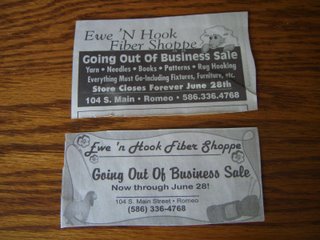 Ewe 'N Hook
Fiber Shoppe
Going Out Of Business Sale
Yarn • Needles • Books • Patterns • Rug Hooking
Everything Must Go-Including Fixtures, Furniture, etc.
Store Closes Forever June 28th
104 S. Main • Romeo • 586.336.4768
Ewe 'n Hook Fiber Shoppe
Going Out Of Business Sale
Now through June 28!
104 S. Main Street • Romeo
(586) 336-4768